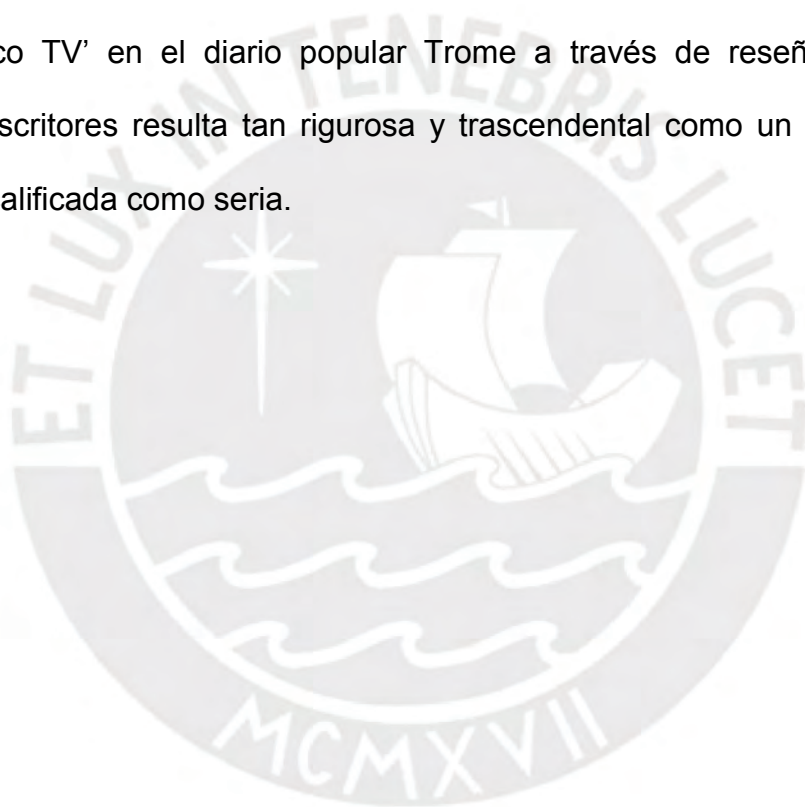 co TV’ en el diario popular Trome a través de reseñ
scritores resulta tan rigurosa y trascendental como un
alificada como seria.
ET LUX IN TENEBRIS LUCET
MCMXVII